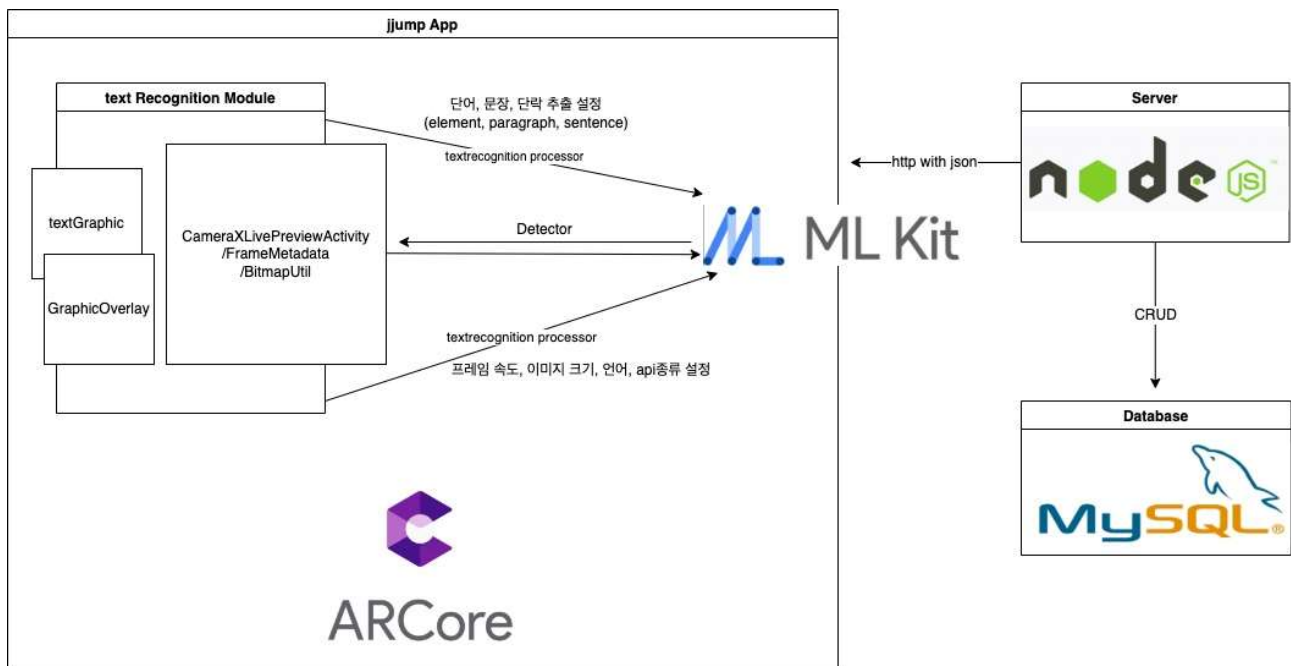 jjump App
text Recognition Module
단어, 문장, 단락 추출 설정
(element, paragraph, sentence)
textrecognition processor
textGraphic
GraphicOverlay
CameraXLivePreviewActivity
/FrameMetadata
/BitmapUtil
Detector
ML Kit
textrecognition processor
프레임 속도, 이미지 크기, 언어, api종류 설정
ARCore
http with json
Server
node
JS
™
CRUD
Database
MySQL®